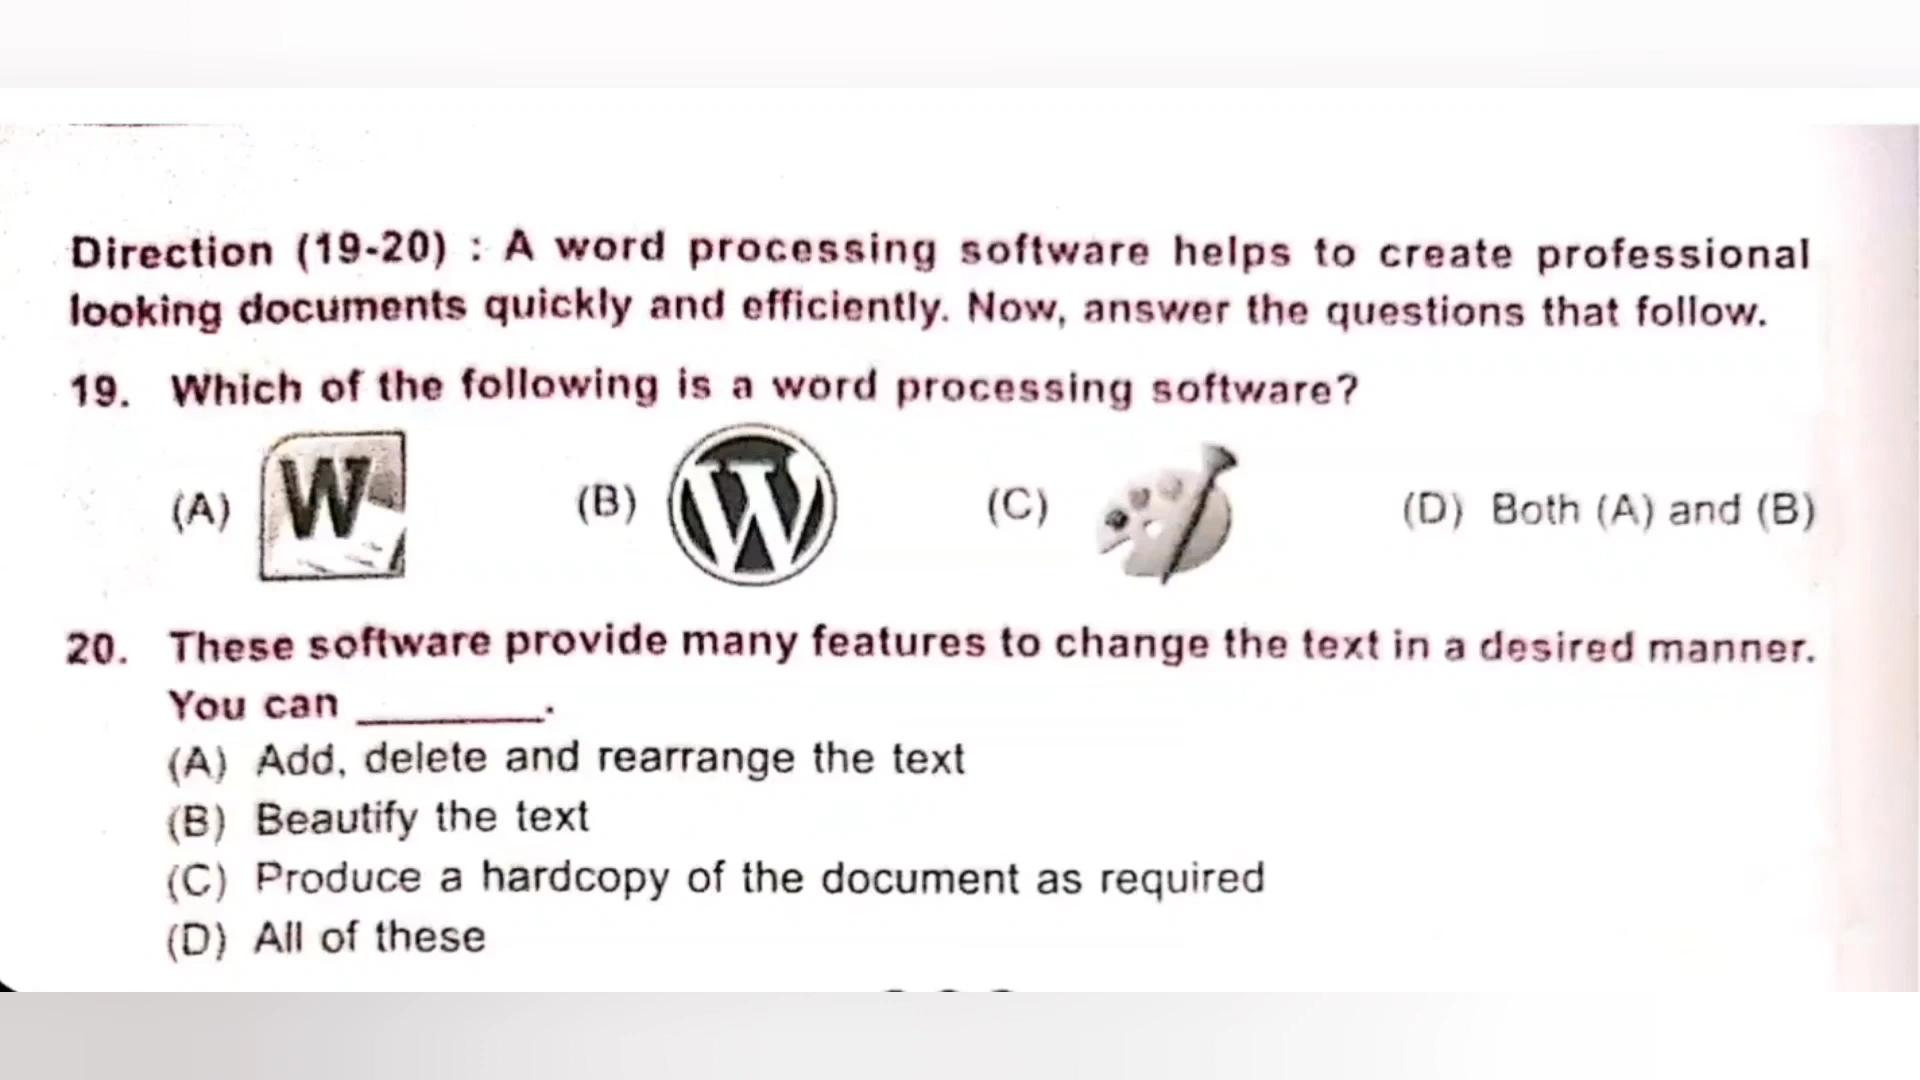 Direction (19-20) : A word processing software helps to create professional
looking documents quickly and efficiently. Now, answer the questions that follow.
19. Which of the following is a word processing software?
(A) W (B) W (C) (D) Both (A) and (B)
20. These software provide many features to change the text in a desired manner.
You can ________.
(A) Add, delete and rearrange the text
(B) Beautify the text
(C) Produce a hardcopy of the document as required
(D) All of these